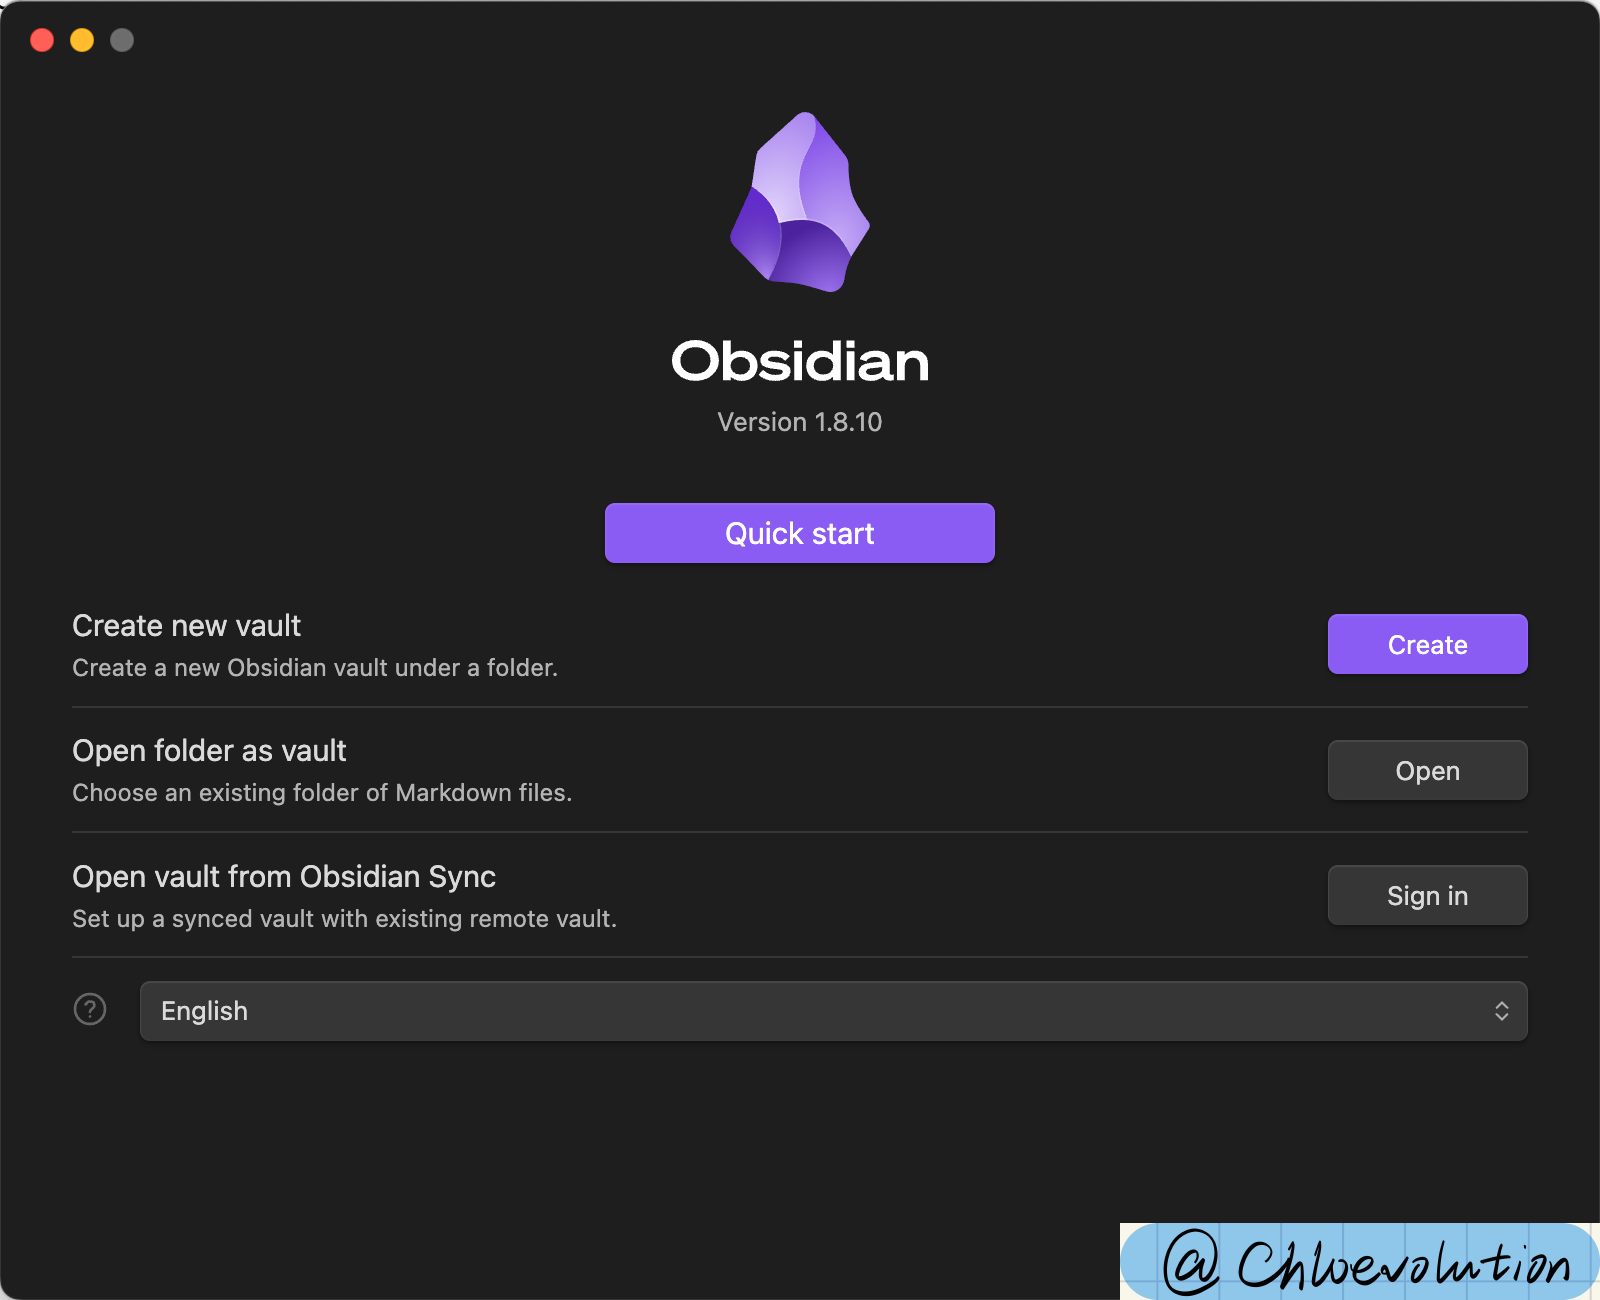 Obsidian
Version 1.8.10
Quick start
Create new vault
Create a new Obsidian vault under a folder.
Create
Open folder as vault
Choose an existing folder of Markdown files.
Open
Open vault from Obsidian Sync
Set up a synced vault with existing remote vault.
Sign in
?
English
@Chloevolution